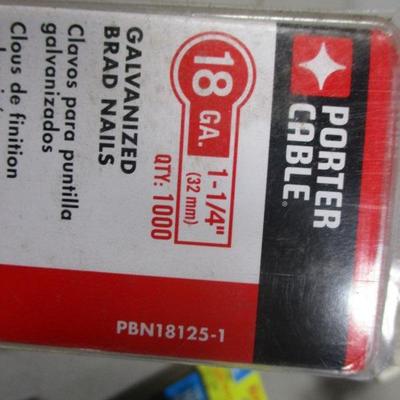 PORTER
CABLE®
18
GA.
1-1/4"
(32 mm)
QTY: 1000
GALVANIZED
BRAD NAILS
Clavos para puntilla
galvanizados
Clous de finition
PBN18125-1